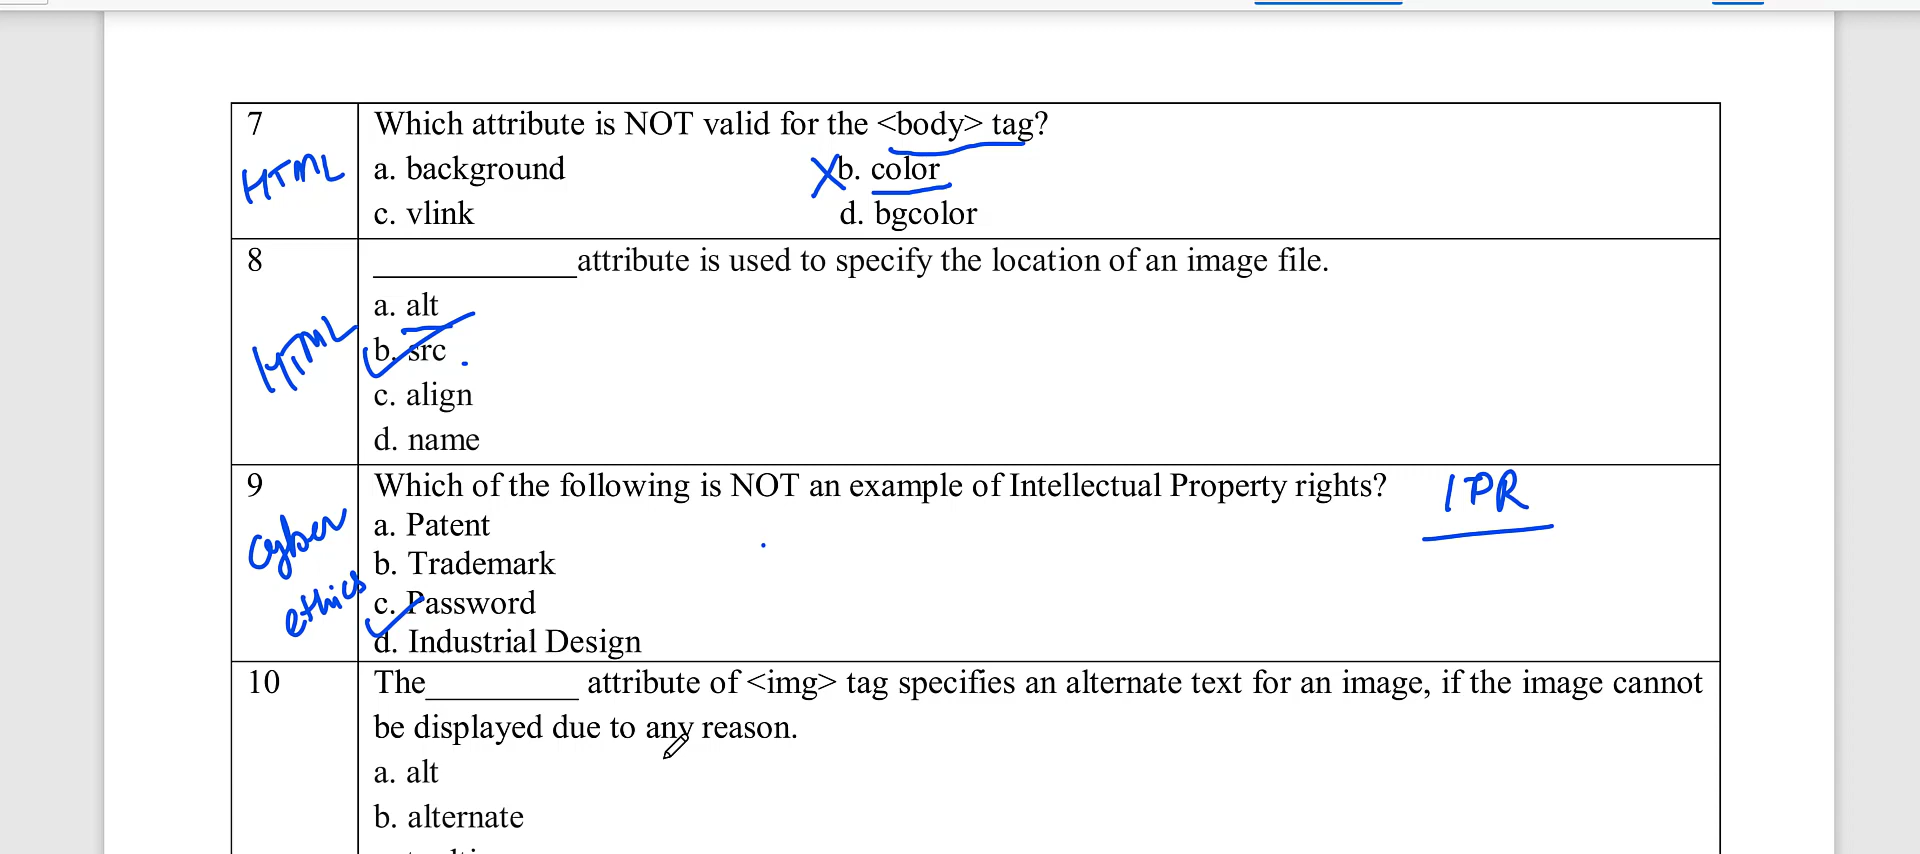 7
Which attribute is NOT valid for the <body> tag?
HTML
a. background
Xb. color
c. vlink
d. bgcolor
8
____________attribute is used to specify the location of an image file.
a. alt
HTML
b. src
c. align
d. name
9
Which of the following is NOT an example of Intellectual Property rights?
IPR
a. Patent
cyber
b. Trademark
ethics
c. Password
d. Industrial Design
10
The_________ attribute of <img> tag specifies an alternate text for an image, if the image cannot
be displayed due to any reason.
a. alt
b. alternate